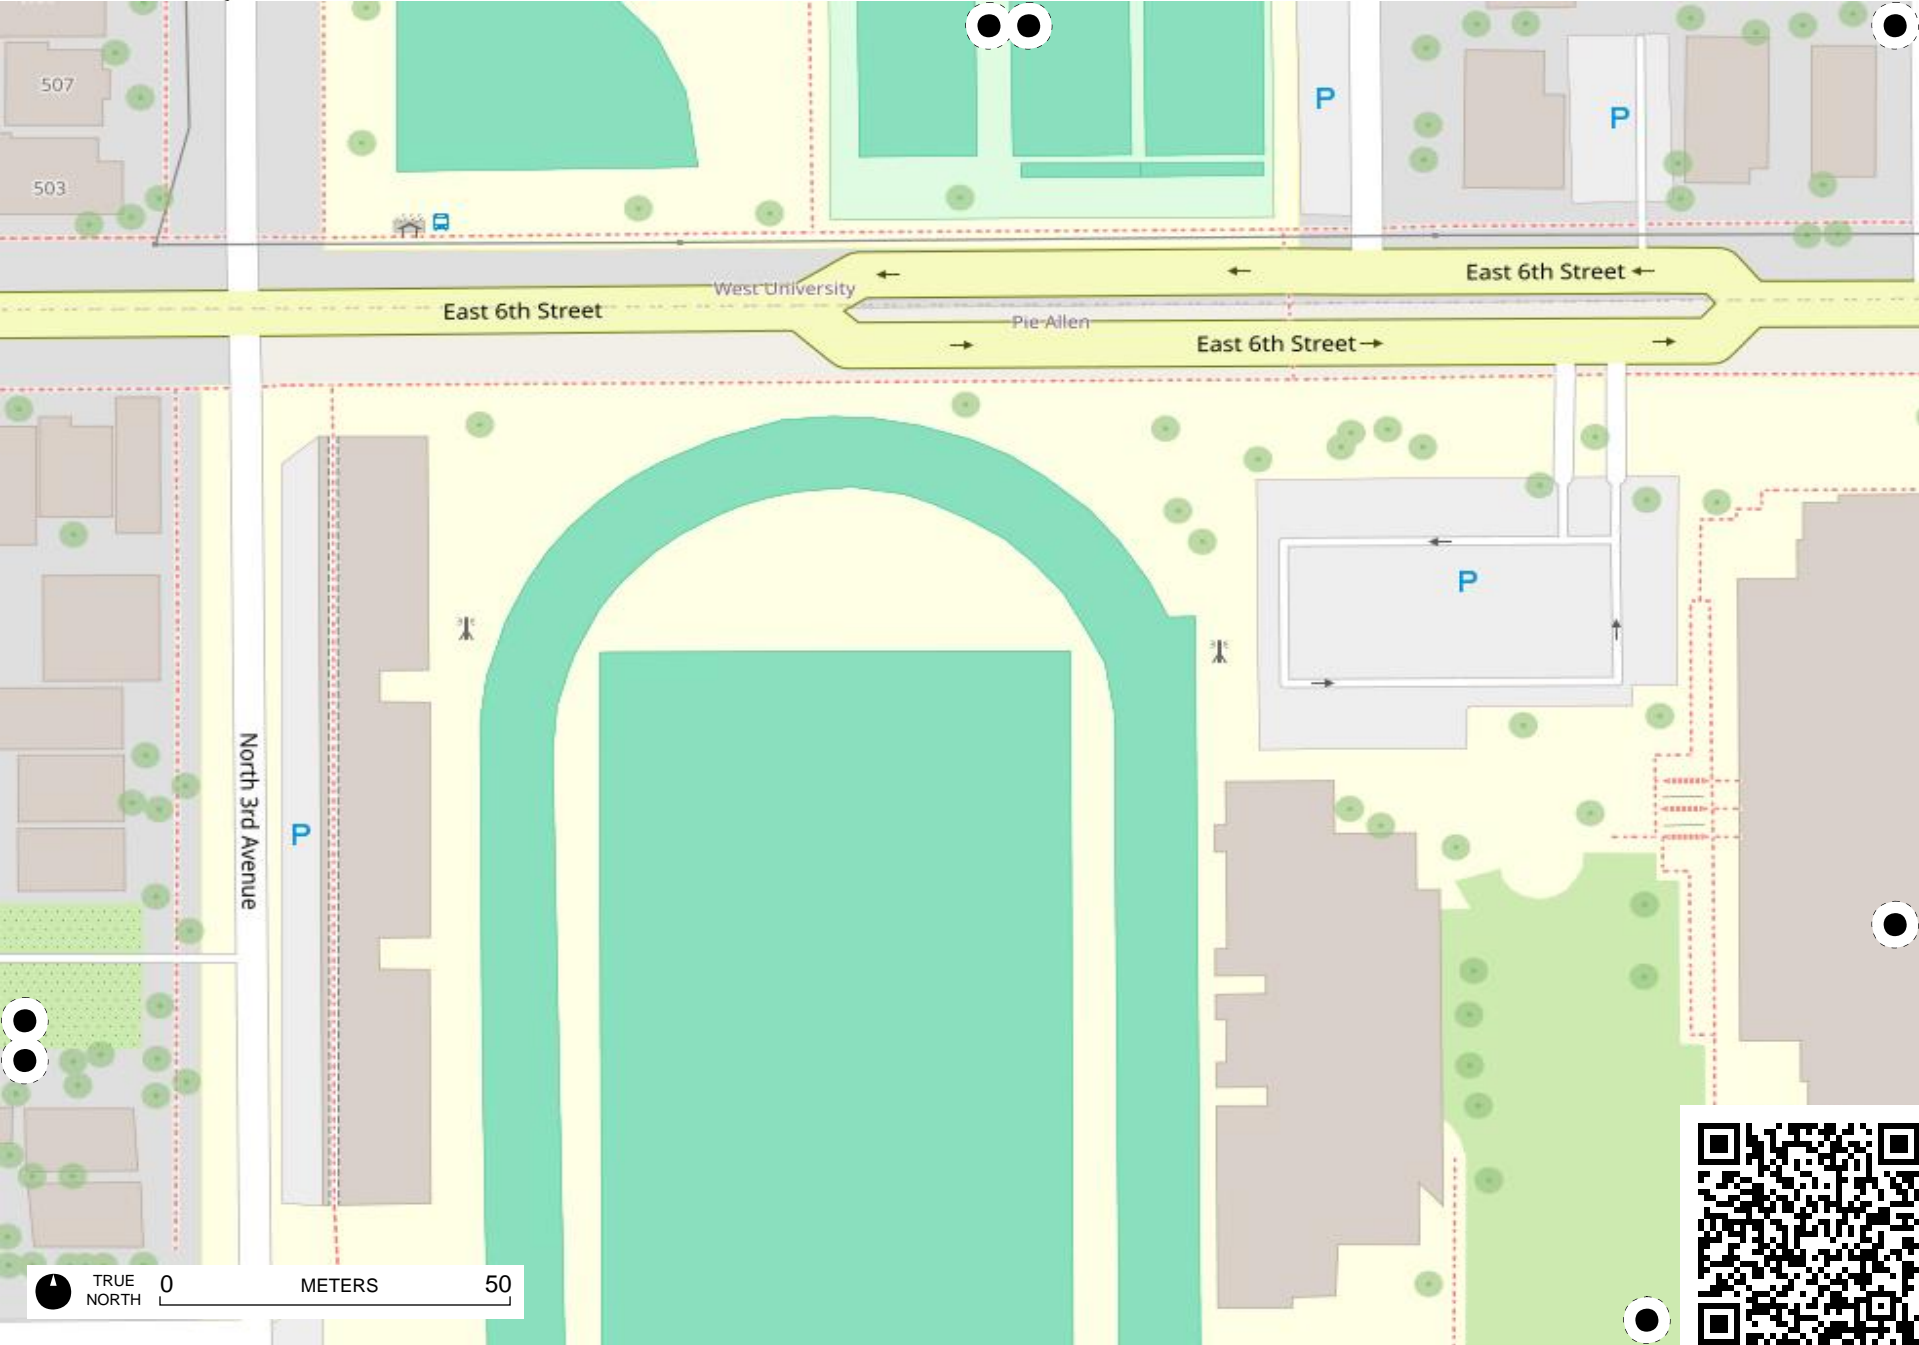 507
P
P
503
West University
East 6th Street
East 6th Street
Pie Allen
East 6th Street
P
North 3rd Avenue
P
TRUE
NORTH
0 METERS 50